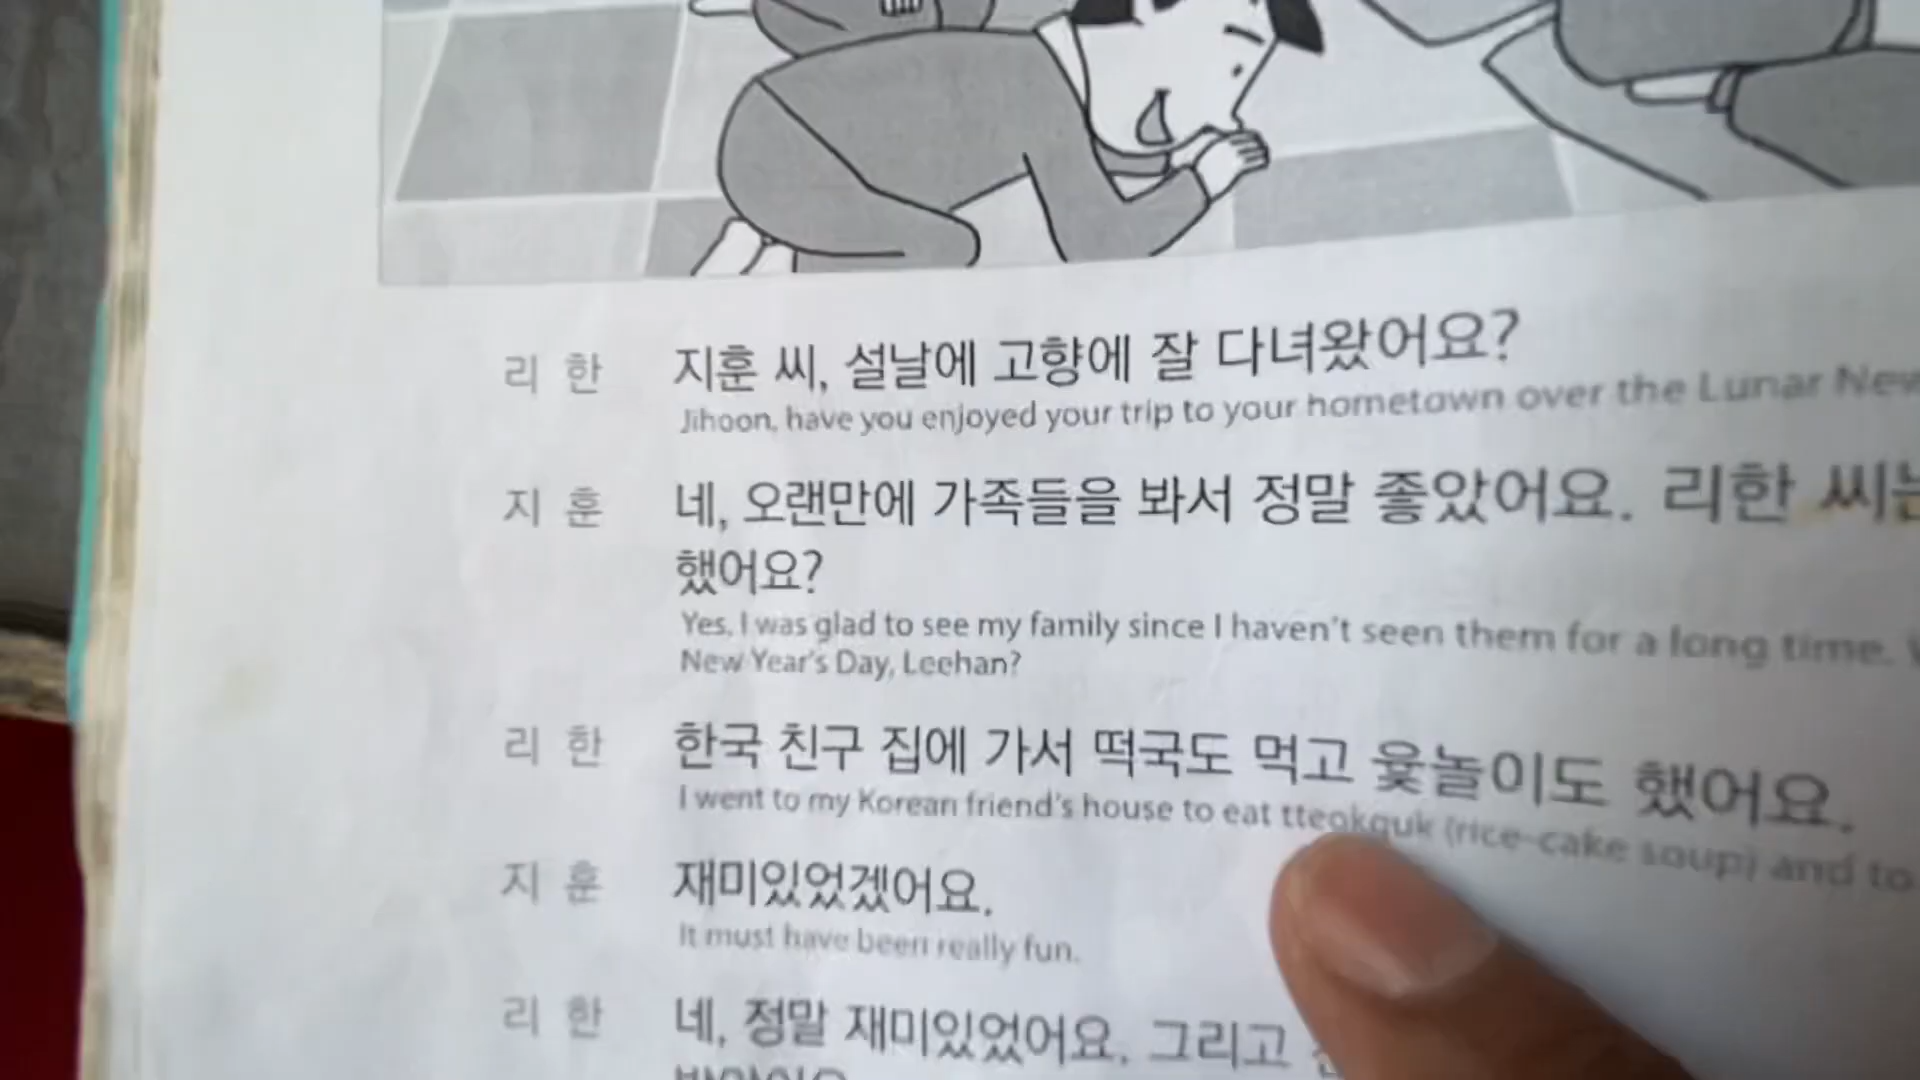 리 한 지훈 씨, 설날에 고향에 잘 다녀왔어요?
Jihoon, have you enjoyed your trip to your hometown over the Lunar New
지 훈 네, 오랜만에 가족들을 봐서 정말 좋았어요. 리한 씨는
했어요?
Yes, I was glad to see my family since I haven't seen them for a long time.
New Year's Day, Leehan?
리 한 한국 친구 집에 가서 떡국도 먹고 윷놀이도 했어요.
I went to my Korean friend's house to eat tteokguk (rice-cake soup) and to
지 훈 재미있었겠어요.
It must have been really fun.
리 한 네, 정말 재미있었어요. 그리고